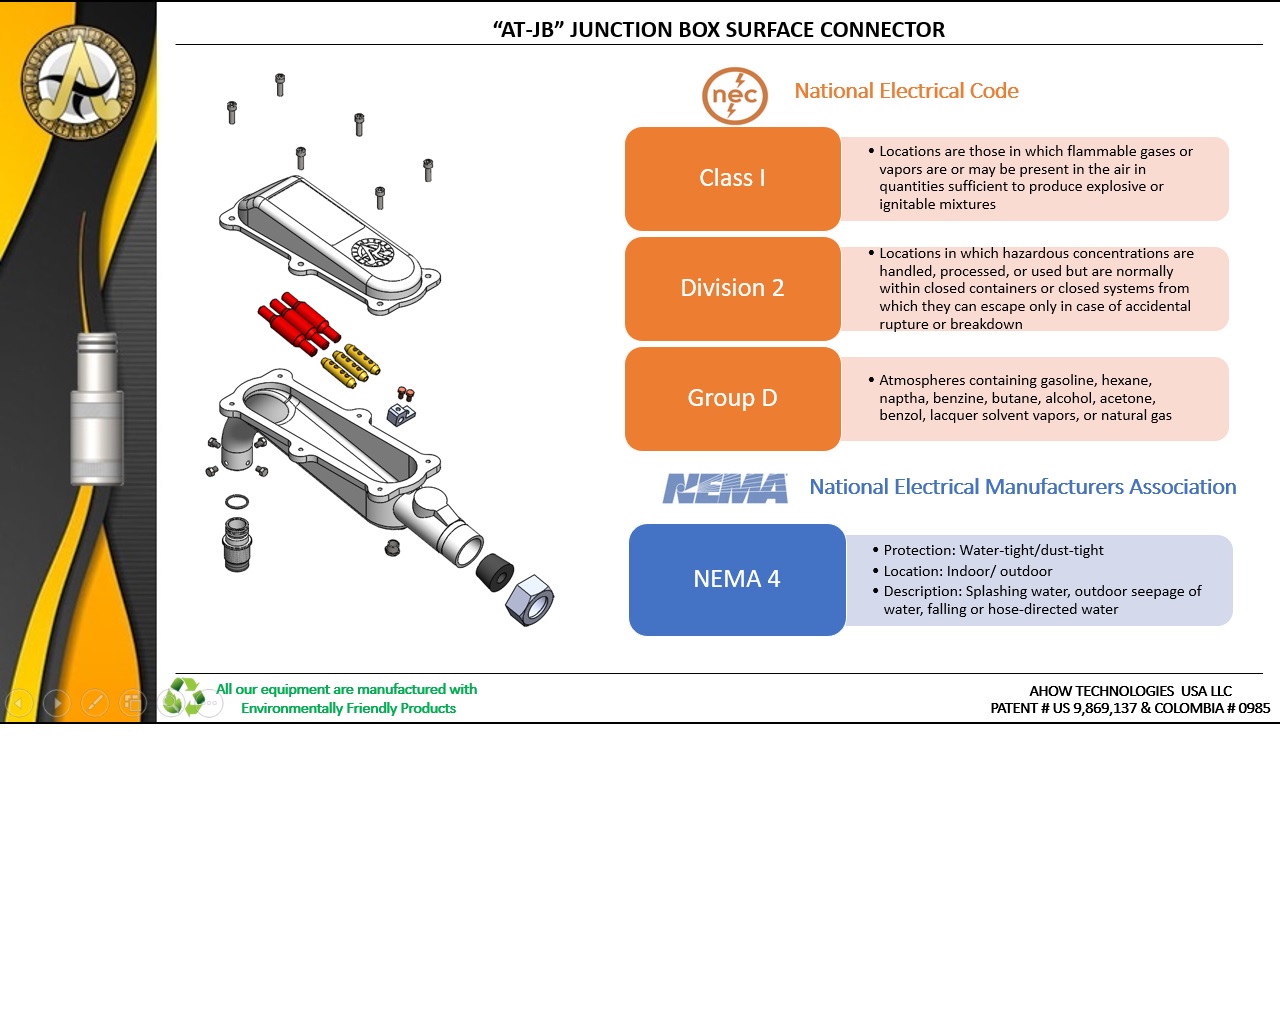 “AT-JB” JUNCTION BOX SURFACE CONNECTOR
nec
National Electrical Code
Class I
• Locations are those in which flammable gases or
vapors are or may be present in the air in
quantities sufficient to produce explosive or
ignitable mixtures
Division 2
• Locations in which hazardous concentrations are
handled, processed, or used but are normally
within closed containers or closed systems from
which they can escape only in case of accidental
rupture or breakdown
Group D
• Atmospheres containing gasoline, hexane,
naptha, benzine, butane, alcohol, acetone,
benzol, lacquer solvent vapors, or natural gas
NEMA
National Electrical Manufacturers Association
NEMA 4
• Protection: Water-tight/dust-tight
• Location: Indoor/ outdoor
• Description: Splashing water, outdoor seepage of
water, falling or hose-directed water
All our equipment are manufactured with
Environmentally Friendly Products
AHOW TECHNOLOGIES USA LLC
PATENT # US 9,869,137 & COLOMBIA # 0985